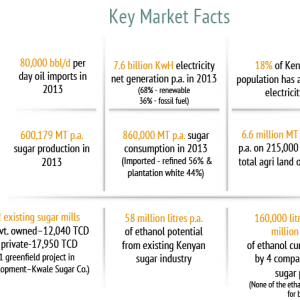 Key Market Facts
80,000 bbl/d per
day oil imports in
2013
7.6 billion KwH electricity
net generation p.a. in 2013
(68% - renewable
36% - fossil fuel)
18% of Ken
population has a
electricit
600,179 MT p.a.
sugar production in
2013
860,000 MT p.a. sugar
consumption in 2013
(Imported - refined 56% &
plantation white 44%)
6.6 million MT
p.a. on 215,000
total agri land o
existing sugar mills
vt. owned–12,040 TCD
private-17,950 TCD
1 greenfield project in
lopment–Kwale Sugar Co.)
58 million litres p.a.
of ethanol potential
from existing Kenyan
sugar industry
160,000 lit
million
of ethanol cu
by 4 compa
sugar p
(None of the etha
for b